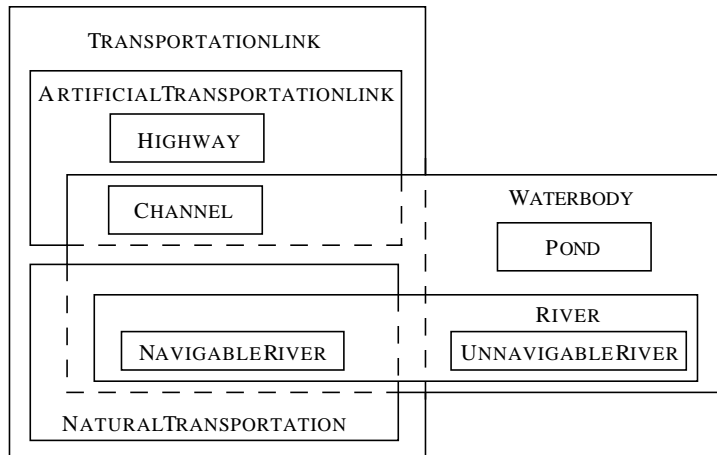 TRANSPORTATIONLINK
ARTIFICIALTRANSPORTATIONLINK
HIGHWAY
CHANNEL
WATERBODY
POND
RIVER
NAVIGABLERIVER
UNNAVIGABLERIVER
NATURALTRANSPORTATION